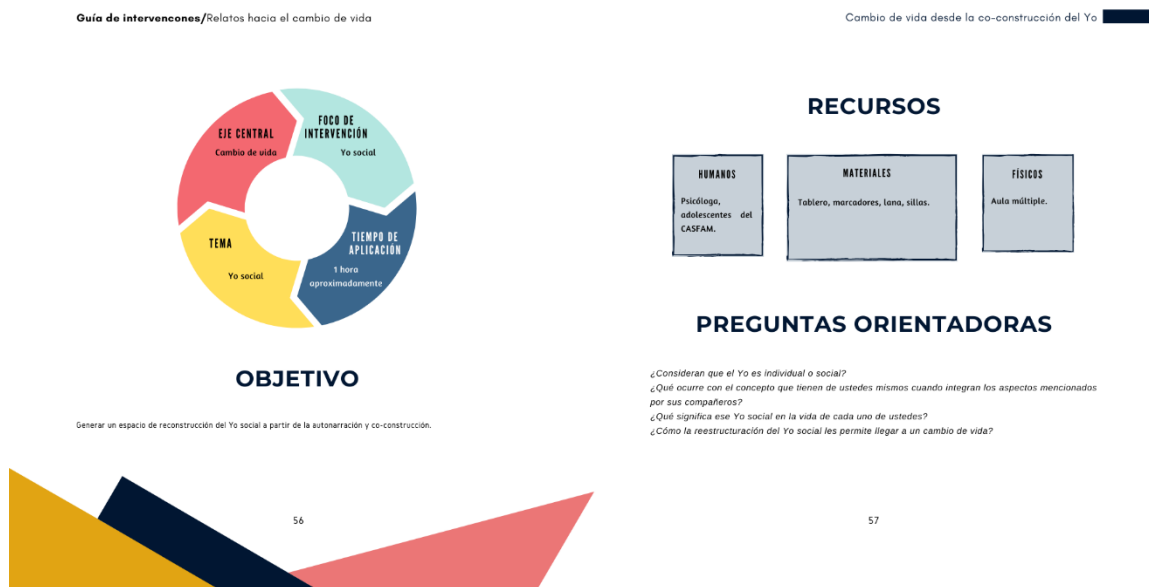 Guía de intervencones/Relatos hacia el cambio de vida
EJE CENTRAL
Cambio de vida
FOCO DE
INTERVENCIÓN
Yo social
TEMA
Yo social
TIEMPO DE
APLICACIÓN
1 hora
aproximadamente
OBJETIVO
Generar un espacio de reconstrucción del Yo social a partir de la autonarración y co-construcción.
56
Cambio de vida desde la co-construcción del Yo
RECURSOS
HUMANOS
Psicóloga,
adolescentes del
CASFAM.
MATERIALES
Tablero, marcadores, lana, sillas.
FÍSICOS
Aula múltiple.
PREGUNTAS ORIENTADORAS
¿Consideran que el Yo es individual o social?
¿Qué ocurre con el concepto que tienen de ustedes mismos cuando integran los aspectos mencionados
por sus compañeros?
¿Qué significa ese Yo social en la vida de cada uno de ustedes?
¿Cómo la reestructuración del Yo social les permite llegar a un cambio de vida?
57